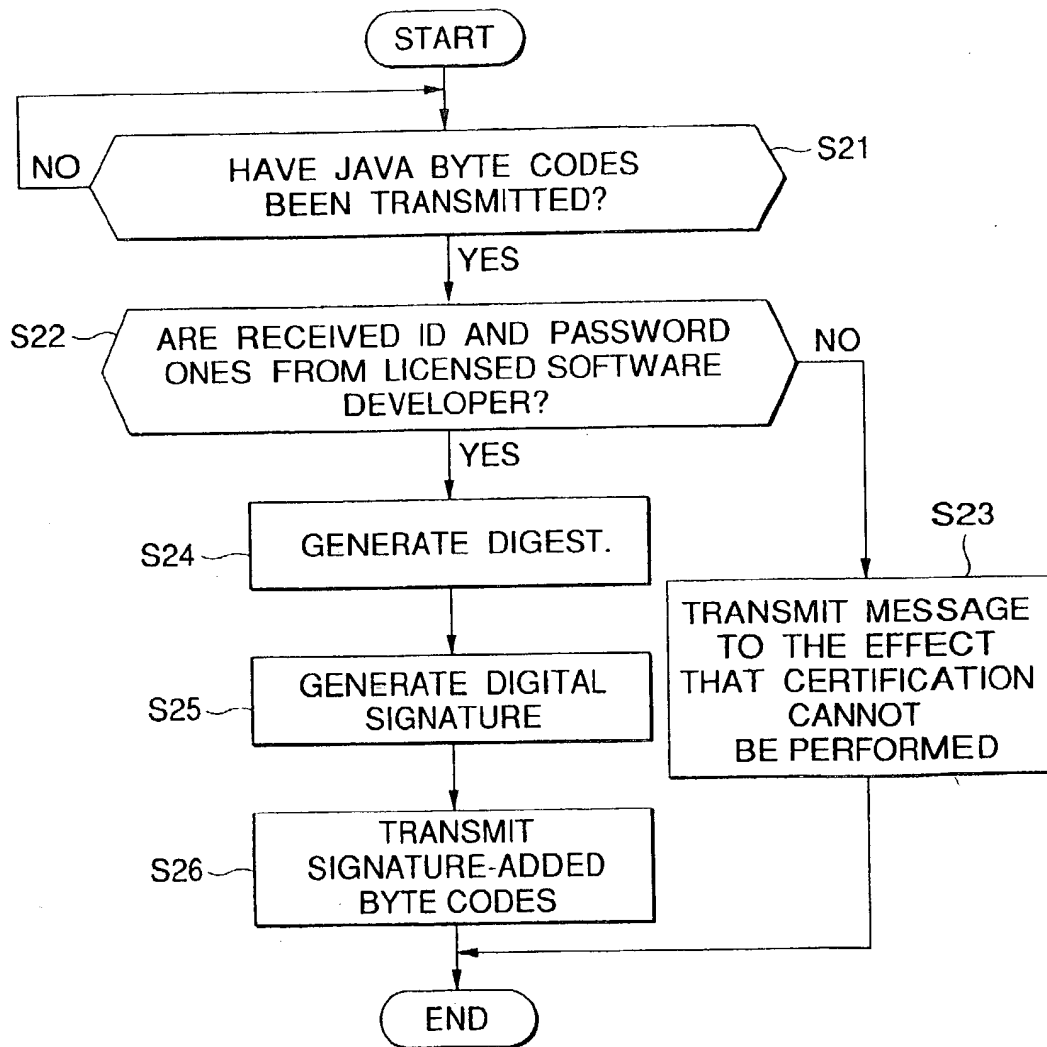 START
NO
HAVE JAVA BYTE CODES
BEEN TRANSMITTED?
S21
YES
S22
ARE RECEIVED ID AND PASSWORD
ONES FROM LICENSED SOFTWARE
DEVELOPER?
NO
YES
S24
GENERATE DIGEST.
S23
TRANSMIT MESSAGE
TO THE EFFECT
THAT CERTIFICATION
CANNOT
BE PERFORMED
S25
GENERATE DIGITAL
SIGNATURE
S26
TRANSMIT
SIGNATURE-ADDED
BYTE CODES
END